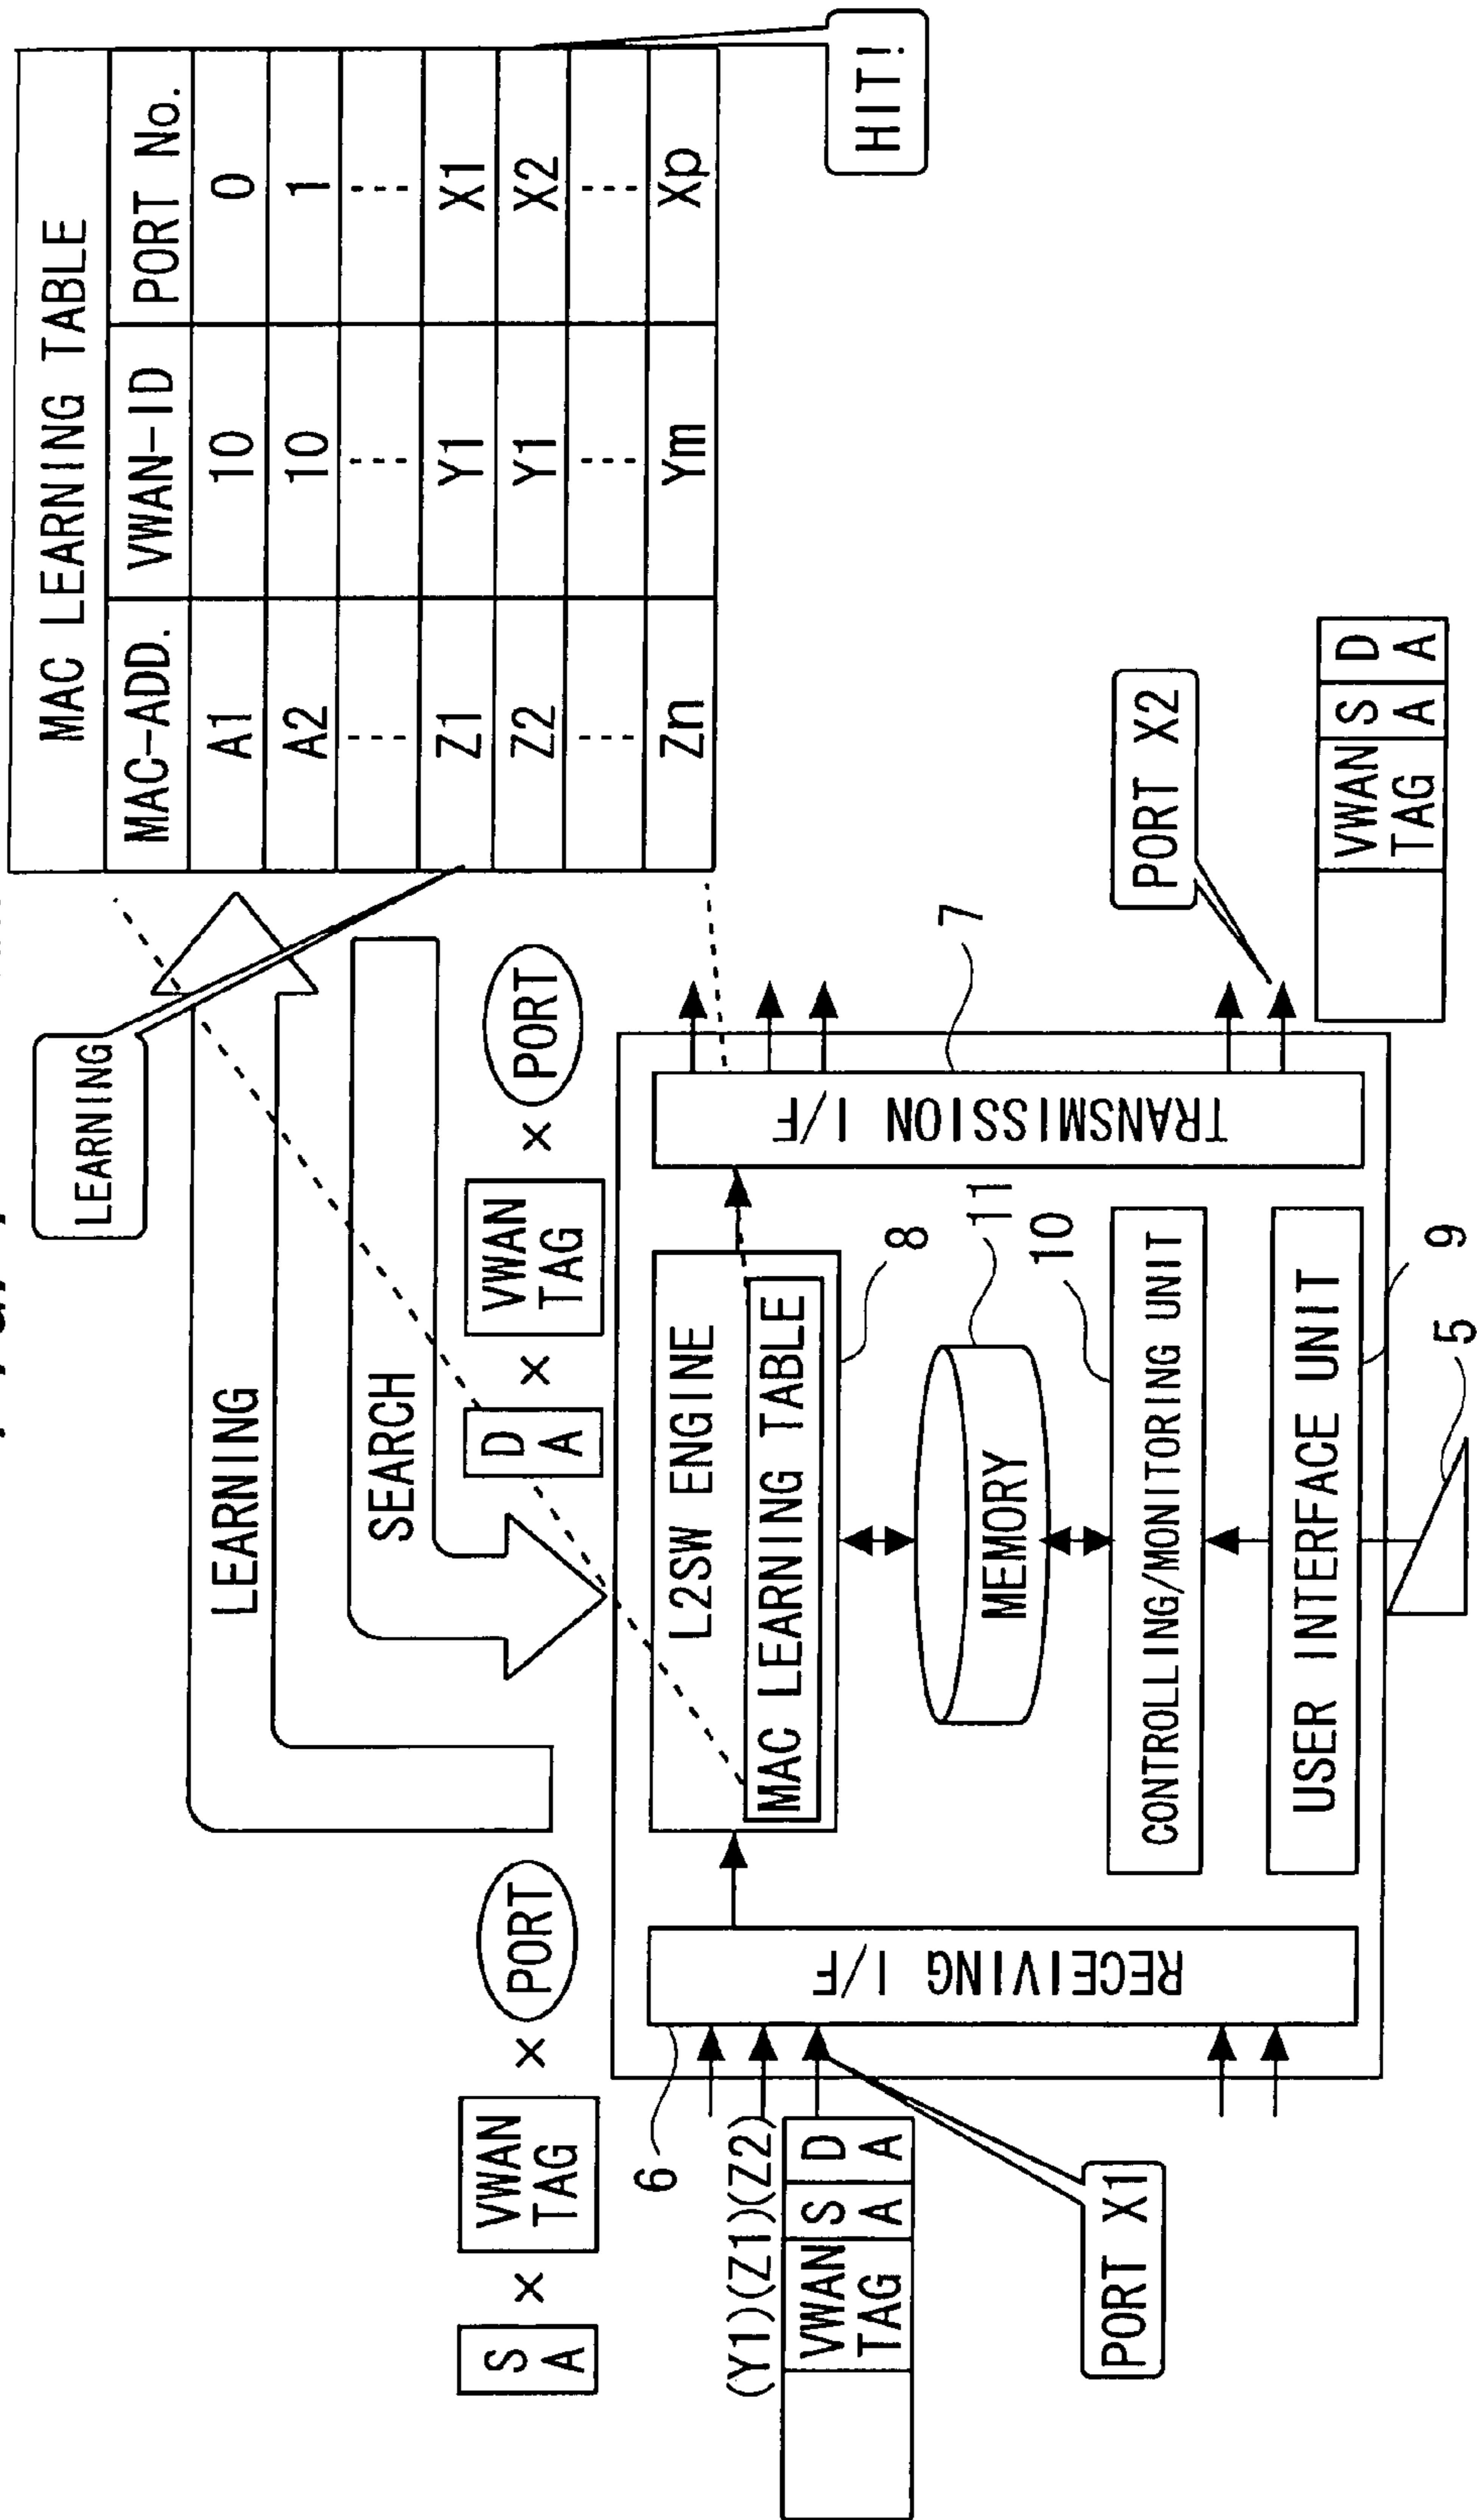 MAC LEARNING TABLE
MAC-ADD. VWAN-ID PORT No.
A1 10 0
A2 10 1
Z1 Y1 X1
Z2 Y1 X2
Zn Ym Xp
HIT!
LEARNING
LEARNING
SEARCH
S
A
×
VWAN
TAG
×
PORT
D
A
×
VWAN
TAG
×
PORT
(Y1)(Z1)(Z2)
VWAN S D
TAG A A
PORT X1
6
RECEIVING I/F
L2SW ENGINE
MAC LEARNING TABLE
8
MEMORY
11
CONTROLLING/MONITORING UNIT
10
USER INTERFACE UNIT
9
5
TRANSMISSION I/F
7
PORT X2
VWAN S D
TAG A A